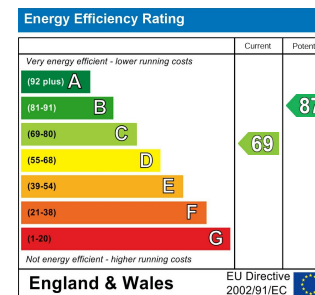 Energy Efficiency Rating
Current Potent
Very energy efficient - lower running costs
(92 plus) A
(81-91) B
87
(69-80) C
69
(55-68) D
(39-54) E
(21-38) F
(1-20) G
Not energy efficient - higher running costs
England & Wales
EU Directive
2002/91/EC